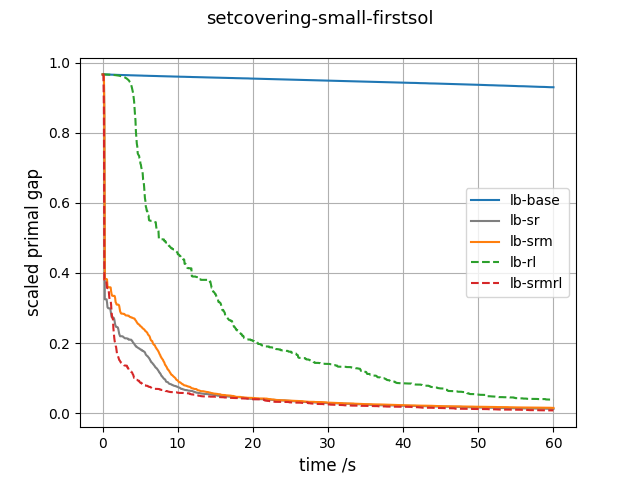 setcovering-small-firstsol
scaled primal gap
1.0
0.8
0.6
0.4
0.2
0.0
lb-base
lb-sr
lb-srm
lb-rl
lb-srmrl
0 10 20 30 40 50 60
time /s